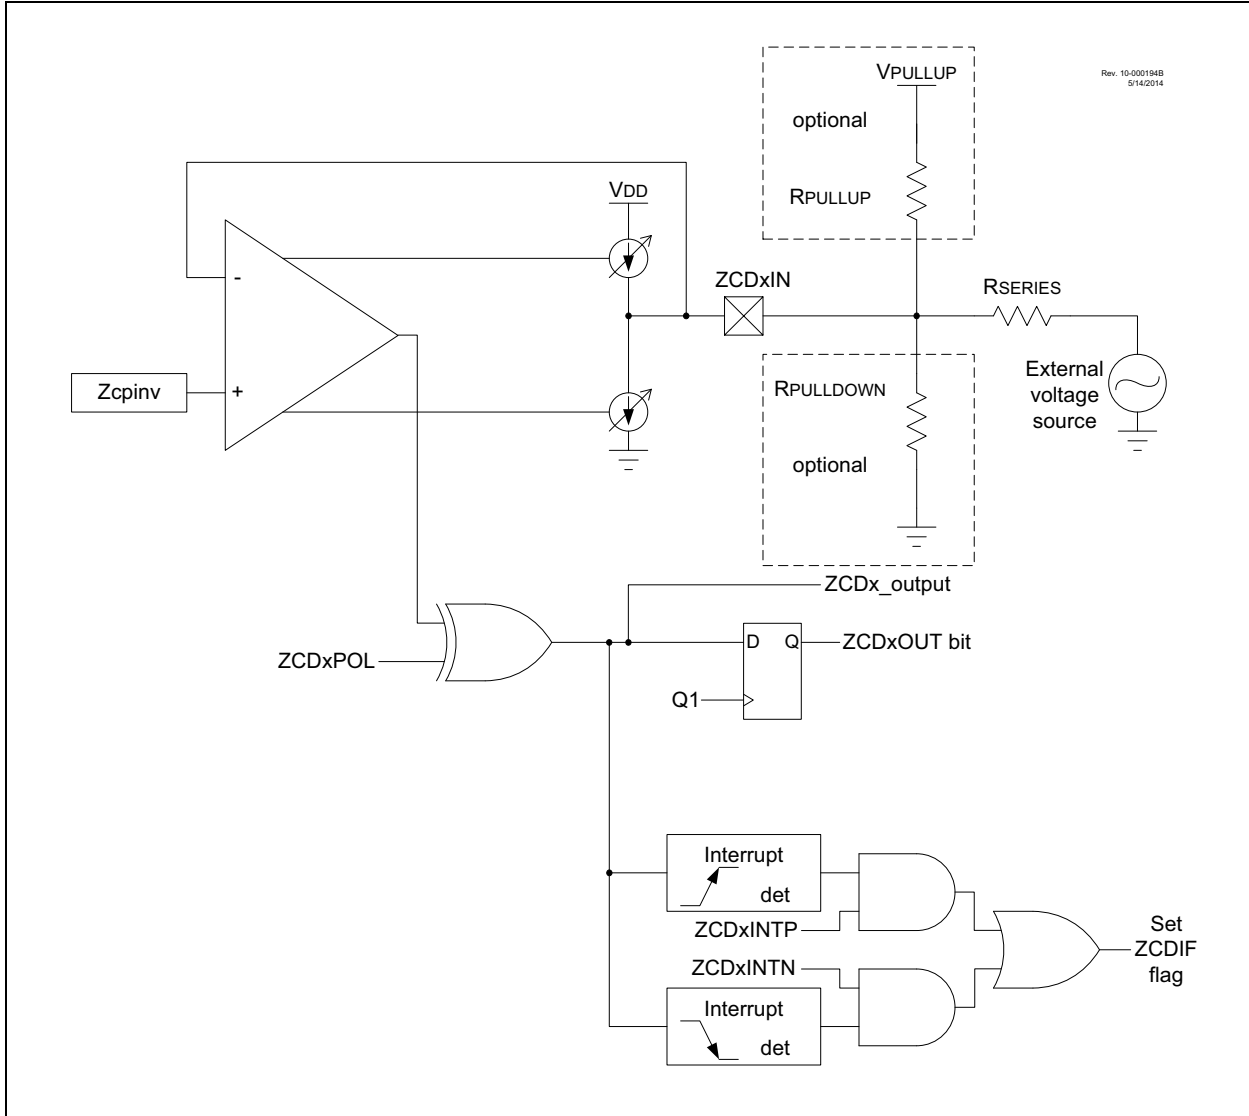 VPULLUP
Rev. 10-000194B
5/14/2014
optional
RPULLUP
VDD
-
ZCDxIN
RSERIES
Zcpinv
+
RPULLDOWN
External
voltage
source
optional
ZCDx_output
D
Q
ZCDxOUT bit
ZCDxPOL
Q1
Interrupt
det
ZCDxINTP
Set
ZCDIF
flag
ZCDxINTN
Interrupt
det